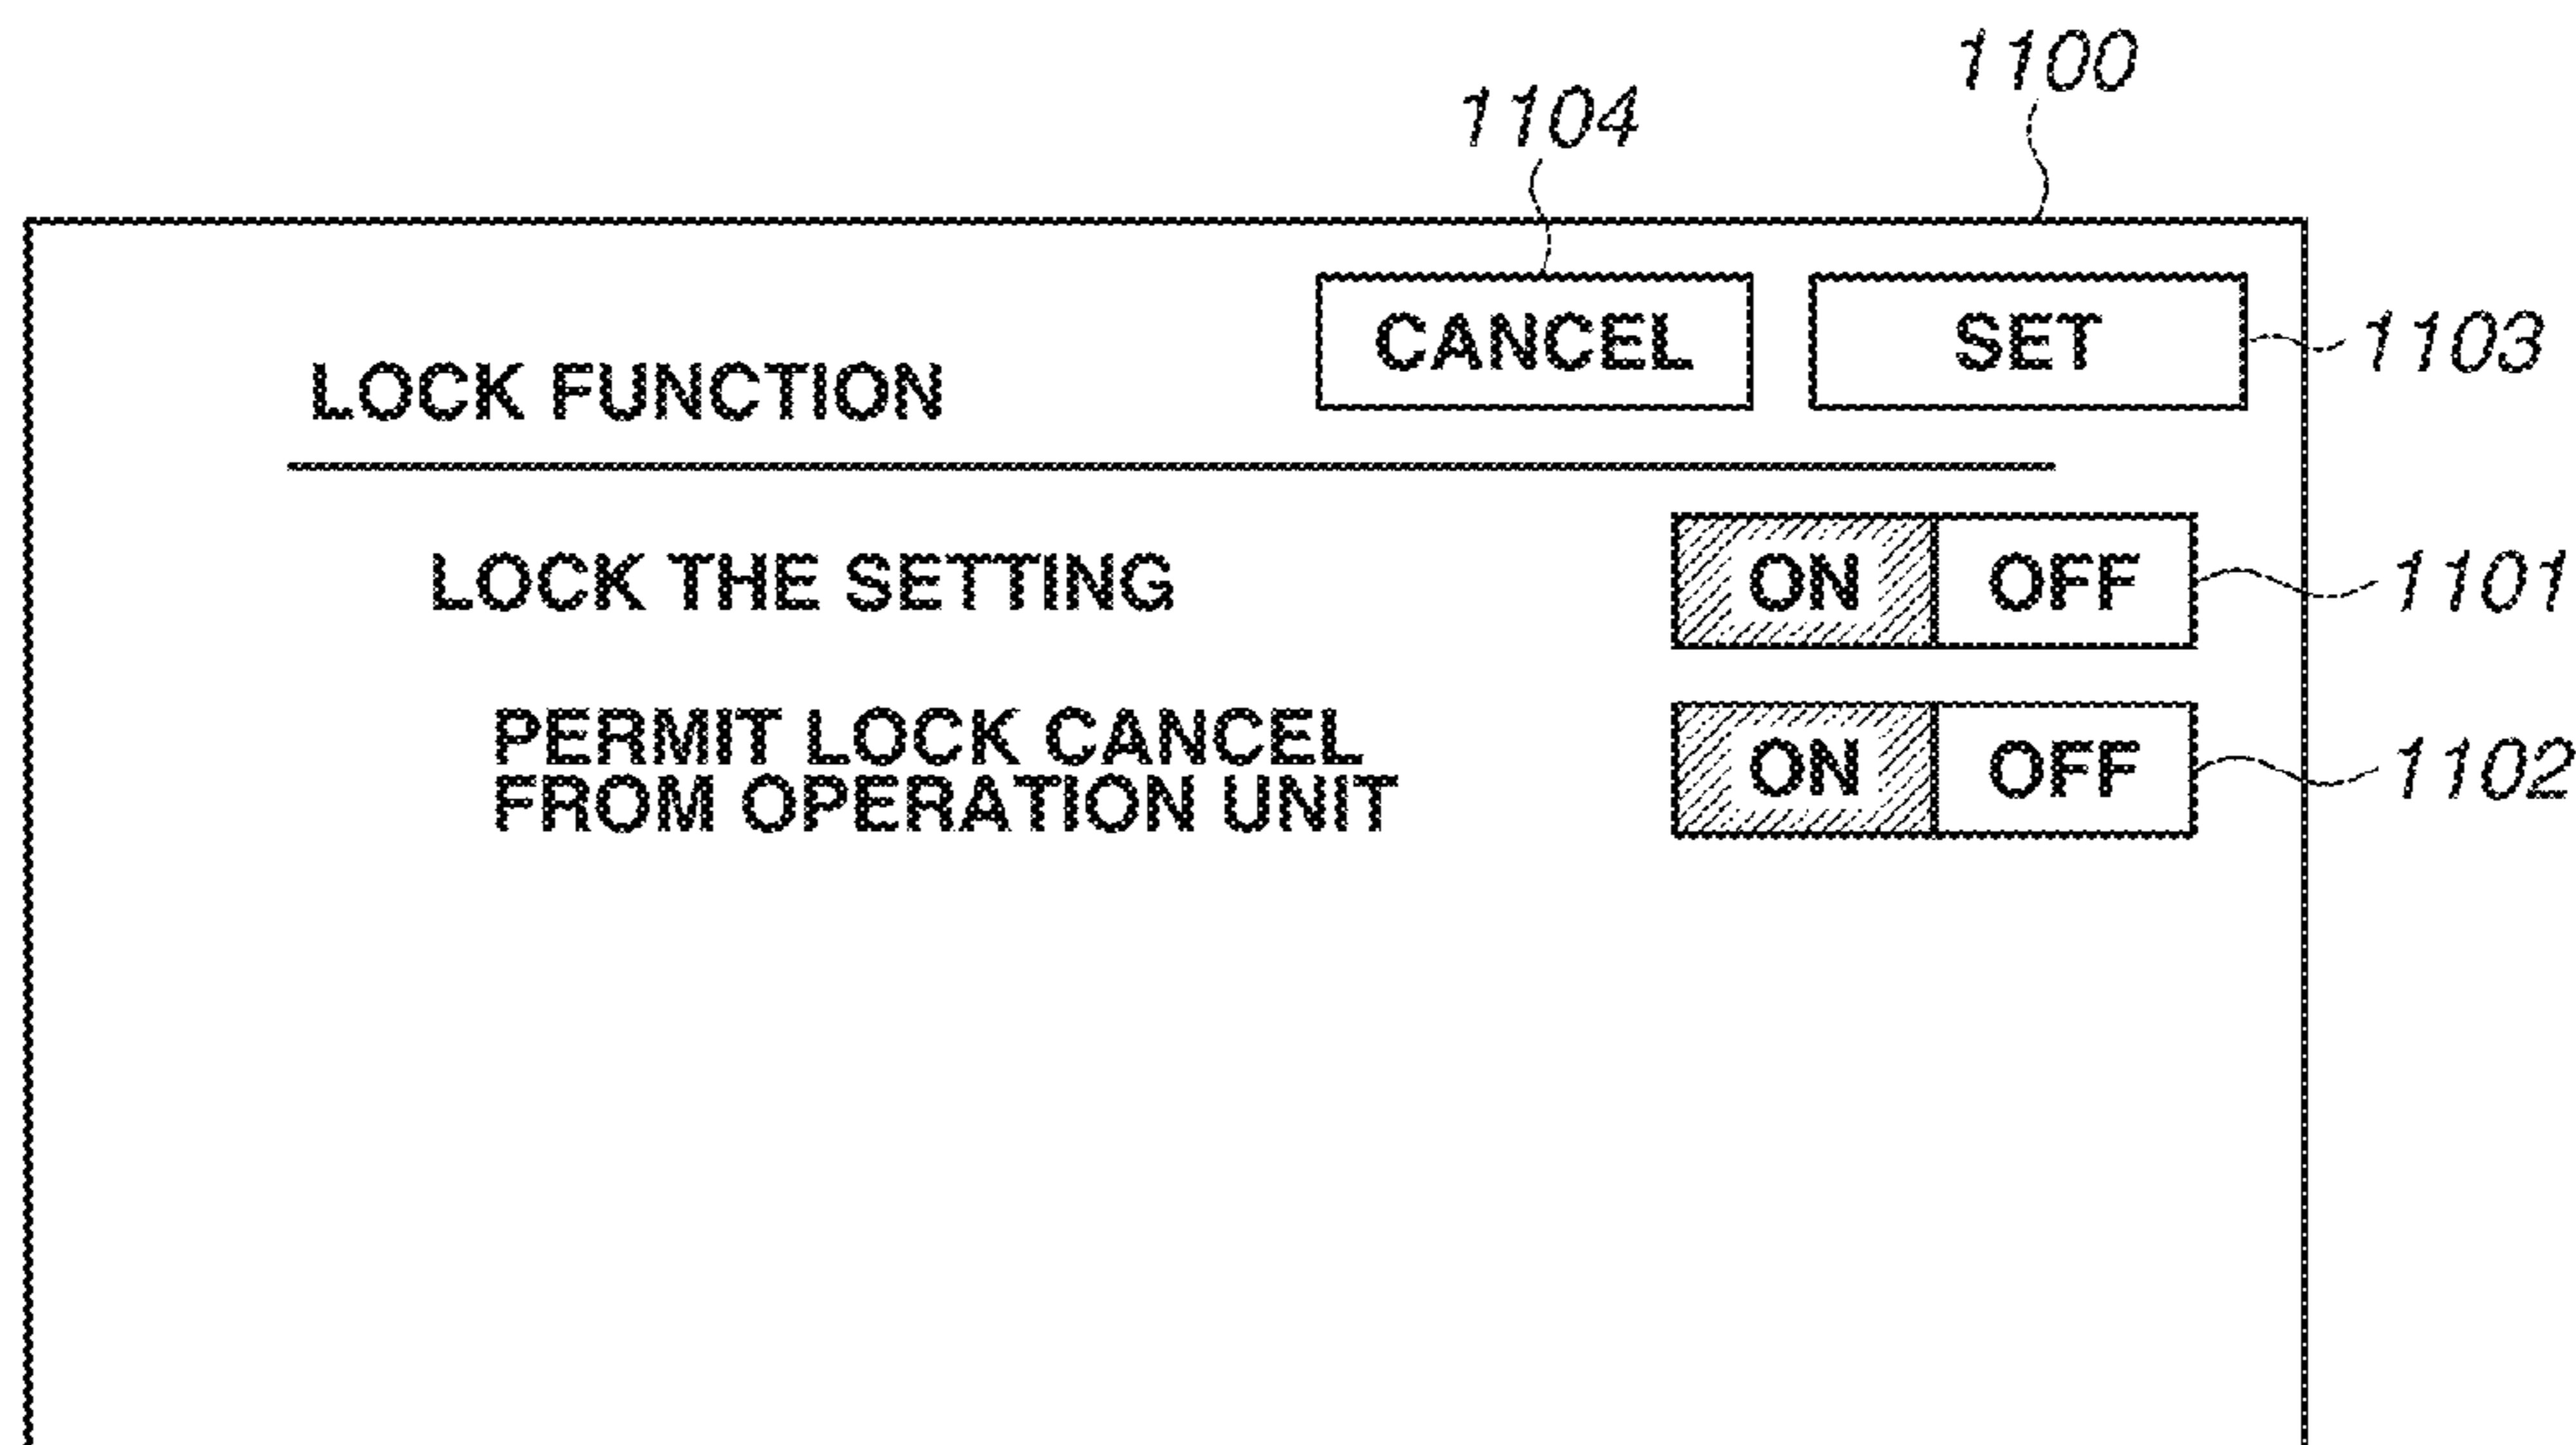 1100
1104
CANCEL
SET
1103
LOCK FUNCTION
LOCK THE SETTING
ON
OFF
1101
PERMIT LOCK CANCEL
FROM OPERATION UNIT
ON
OFF
1102